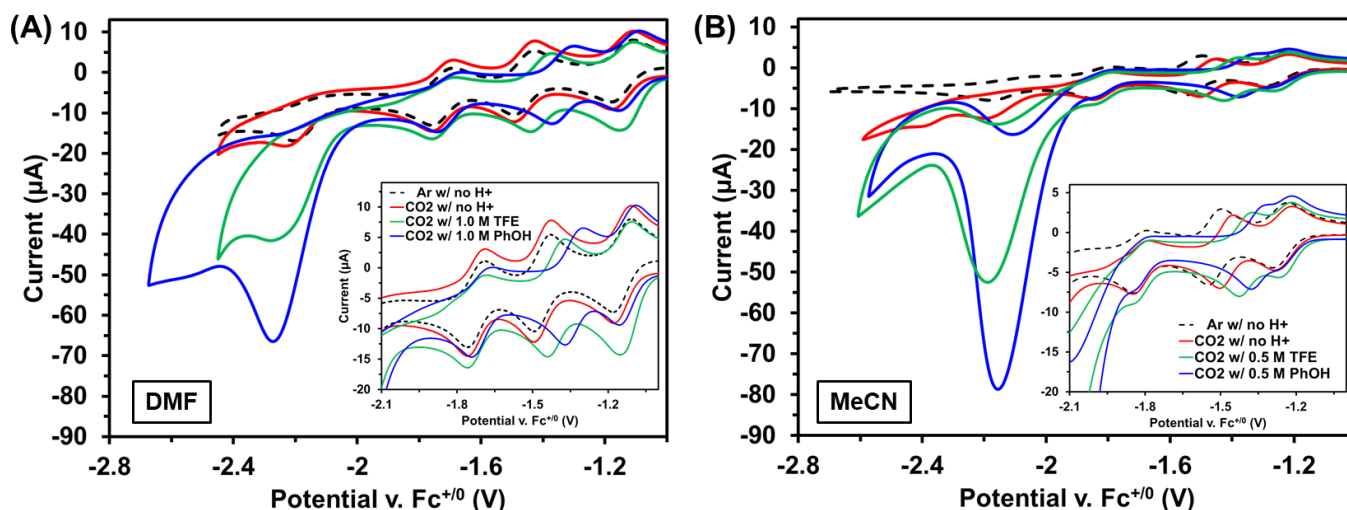 (A)
10
0
-10
-20
-30
-40
-50
-60
-70
-80
-90
Current (µA)
-2.8
-2.4
-2
-1.6
-1.2
Potential v. Fc+/0 (V)
DMF
Ar w/ no H+
CO2 w/ no H+
CO2 w/ 1.0 M TFE
CO2 w/ 1.0 M PhOH
15
10
5
0
-5
-10
-15
-20
Current (µA)
-2.1
-1.8
-1.5
-1.2
Potential v. Fc+/0 (V)
(B)
10
0
-10
-20
-30
-40
-50
-60
-70
-80
-90
Current (µA)
-2.8
-2.4
-2
-1.6
-1.2
Potential v. Fc+/0 (V)
MeCN
5
0
-5
-10
-15
-20
Ar w/ no H+
CO2 w/ no H+
CO2 w/ 0.5 M TFE
CO2 w/ 0.5 M PhOH
-2.1
-1.8
-1.5
-1.2
Potential v. Fc+/0 (V)